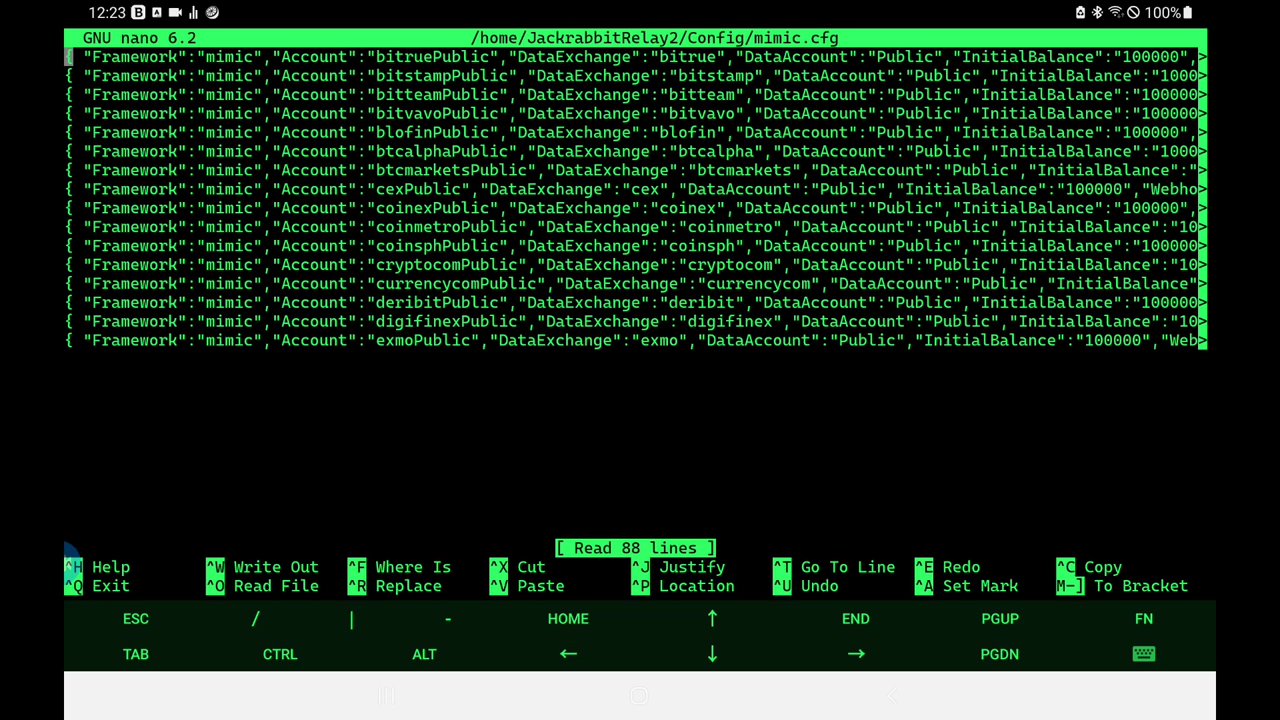 12:23 B A 100%
GNU nano 6.2 /home/JackrabbitRelay2/Config/mimic.cfg
{ "Framework":"mimic","Account":"bitruePublic","DataExchange":"bitrue","DataAccount":"Public","InitialBalance":"100000",>
{ "Framework":"mimic","Account":"bitstampPublic","DataExchange":"bitstamp","DataAccount":"Public","InitialBalance":"1000>
{ "Framework":"mimic","Account":"bitteamPublic","DataExchange":"bitteam","DataAccount":"Public","InitialBalance":"100000>
{ "Framework":"mimic","Account":"bitvavoPublic","DataExchange":"bitvavo","DataAccount":"Public","InitialBalance":"100000>
{ "Framework":"mimic","Account":"blofinPublic","DataExchange":"blofin","DataAccount":"Public","InitialBalance":"100000",>
{ "Framework":"mimic","Account":"btcalphaPublic","DataExchange":"btcalpha","DataAccount":"Public","InitialBalance":"1000>
{ "Framework":"mimic","Account":"btcmarketsPublic","DataExchange":"btcmarkets","DataAccount":"Public","InitialBalance":">
{ "Framework":"mimic","Account":"cexPublic","DataExchange":"cex","DataAccount":"Public","InitialBalance":"100000","Webho>
{ "Framework":"mimic","Account":"coinexPublic","DataExchange":"coinex","DataAccount":"Public","InitialBalance":"100000",>
{ "Framework":"mimic","Account":"coinmetroPublic","DataExchange":"coinmetro","DataAccount":"Public","InitialBalance":"10>
{ "Framework":"mimic","Account":"coinsphPublic","DataExchange":"coinsph","DataAccount":"Public","InitialBalance":"100000>
{ "Framework":"mimic","Account":"cryptocomPublic","DataExchange":"cryptocom","DataAccount":"Public","InitialBalance":"10>
{ "Framework":"mimic","Account":"currencycomPublic","DataExchange":"currencycom","DataAccount":"Public","InitialBalance">
{ "Framework":"mimic","Account":"deribitPublic","DataExchange":"deribit","DataAccount":"Public","InitialBalance":"100000>
{ "Framework":"mimic","Account":"digifinexPublic","DataExchange":"digifinex","DataAccount":"Public","InitialBalance":"10>
{ "Framework":"mimic","Account":"exmoPublic","DataExchange":"exmo","DataAccount":"Public","InitialBalance":"100000","Web>
[ Read 88 lines ]
^H Help ^W Write Out ^F Where Is ^X Cut ^J Justify ^T Go To Line ^E Redo ^C Copy
^Q Exit ^O Read File ^R Replace ^V Paste ^P Location ^U Undo ^A Set Mark M-] To Bracket
ESC / | - HOME ↑ END PGUP FN
TAB CTRL ALT ← ↓ → PGDN